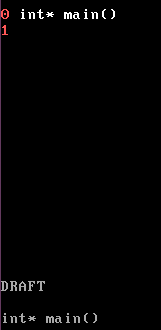 0 int* main()
1
DRAFT
int* main()